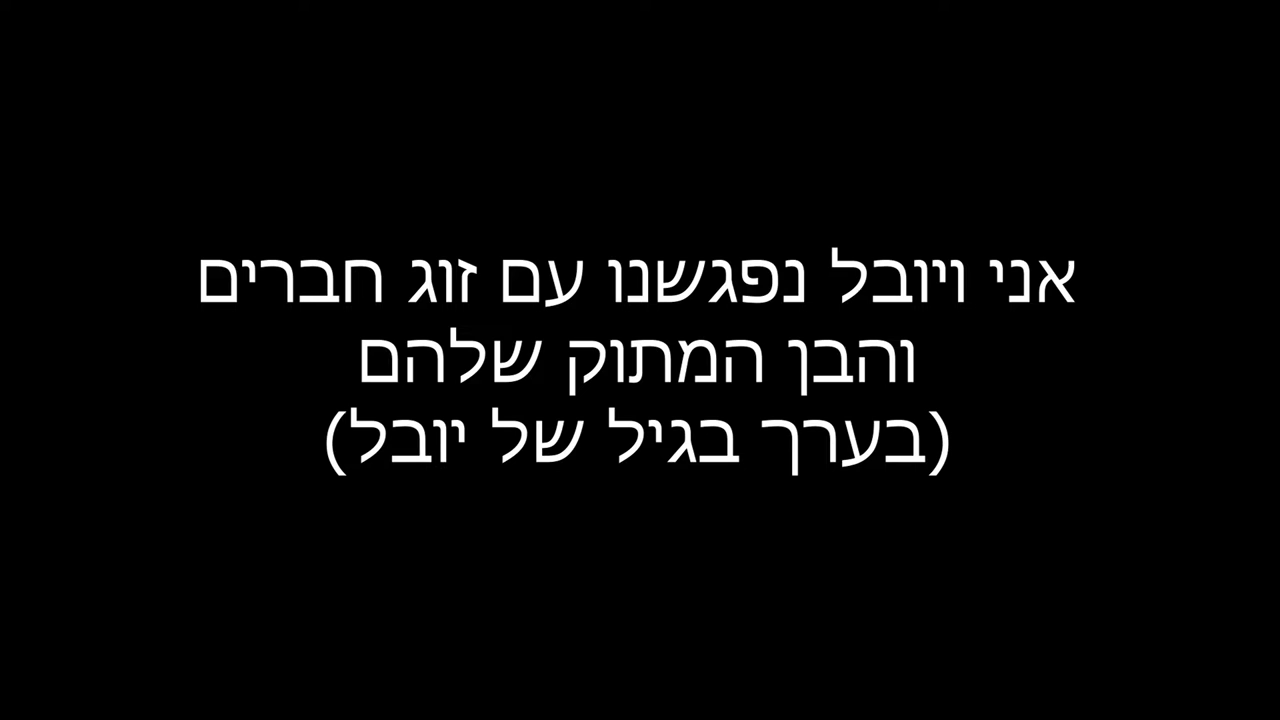 אני ויובל נפגשנו עם זוג חברים
והבן המתוק שלהם
(בערך בגיל של יובל)